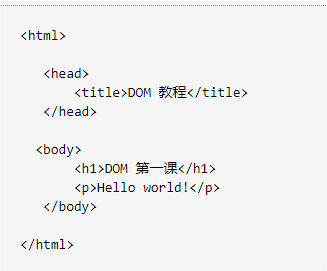 <html>
<head>
<title>DOM 教程</title>
</head>
<body>
<h1>DOM 第一课</h1>
<p>Hello world!</p>
</body>
</html>